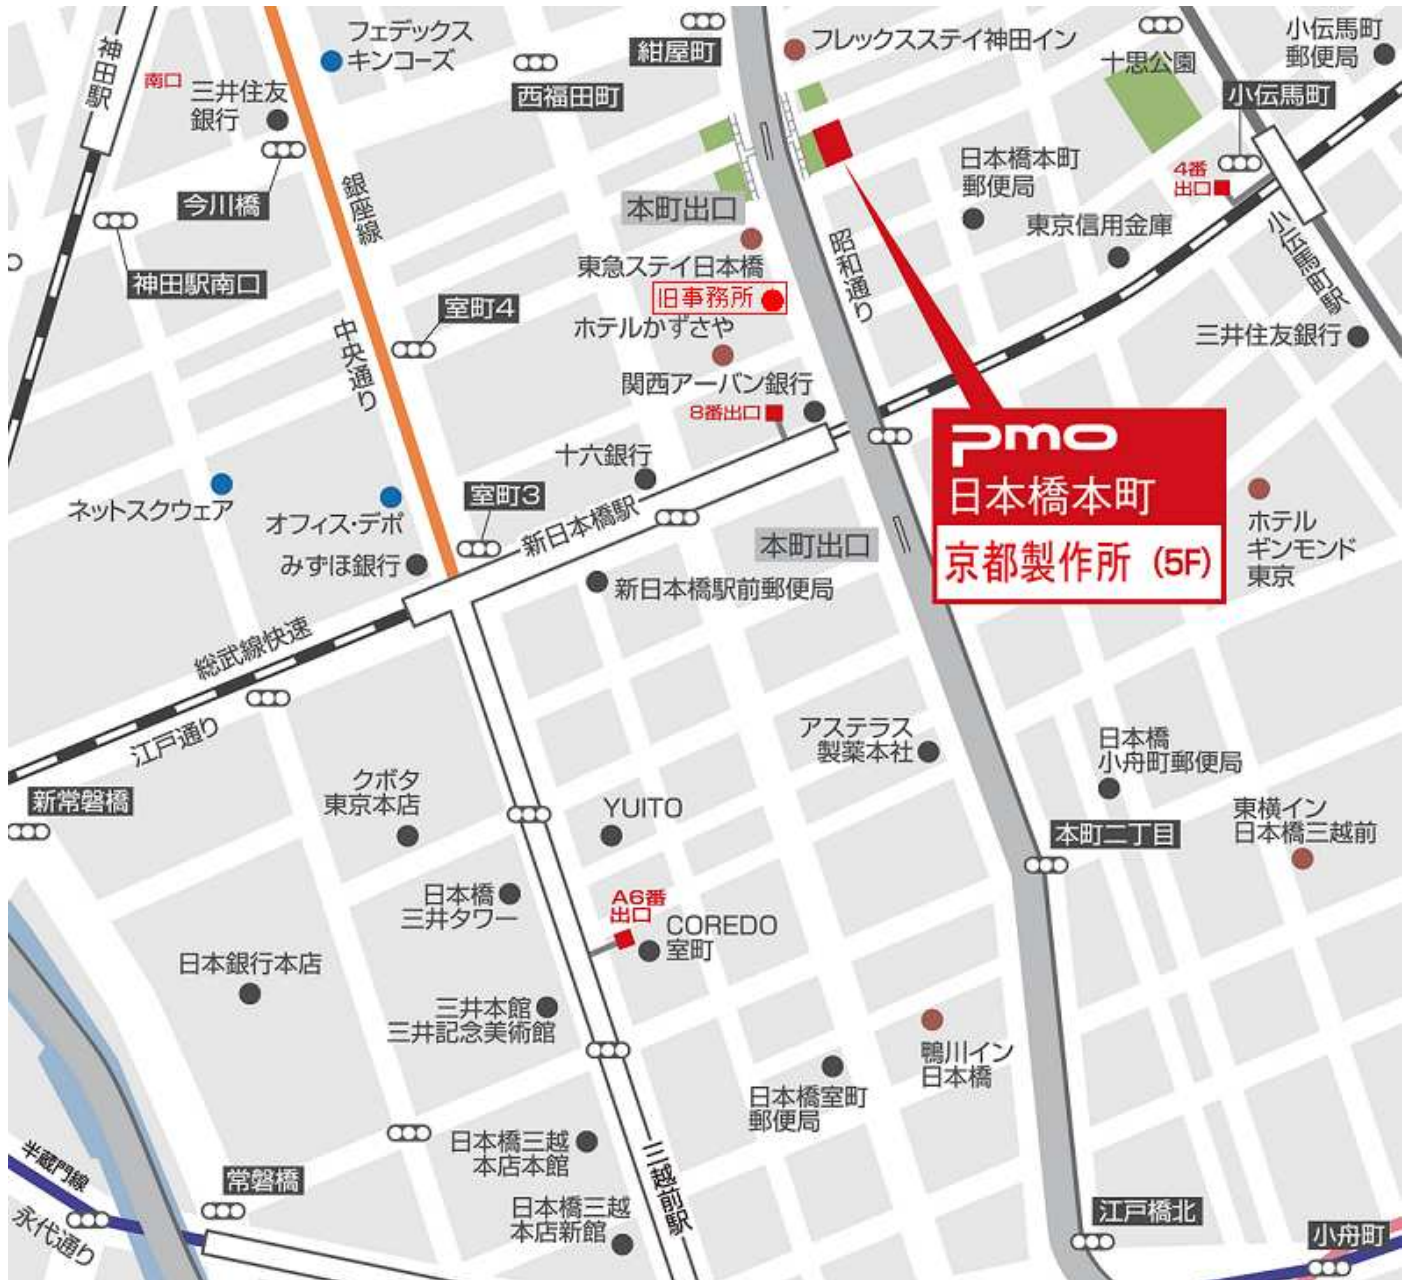 フェデックス
キンコーズ
紺屋町
フレックスステイ神田イン
十思公園
小伝馬町
郵便局
神田駅
南口
三井住友
銀行
西福田町
小伝馬町
今川橋
銀座線
本町出口
日本橋本町
郵便局
4番
出口
東京信用金庫
小伝馬町駅
神田駅南口
東急ステイ日本橋
旧事務所
昭和通り
室町4
ホテルかずさや
三井住友銀行
中央通り
関西アーバン銀行
8番出口
pmo
日本橋本町
京都製作所 (5F)
十六銀行
室町3
ネットスクウェア
オフィス・デポ
新日本橋駅
本町出口
ホテル
ギンモンド
東京
みずほ銀行
新日本橋駅前郵便局
総武線快速
江戸通り
アステラス
製薬本社
日本橋
小舟町郵便局
新常磐橋
クボタ
東京本店
YUITO
東横イン
日本橋三越前
本町二丁目
日本橋
三井タワー
A6番
出口
COREDO
室町
日本銀行本店
三井本館
三井記念美術館
鴨川イン
日本橋
日本橋室町
郵便局
半蔵門線
日本橋三越
本店本館
三越前駅
常磐橋
永代通り
日本橋三越
本店新館
江戸橋北
小舟町